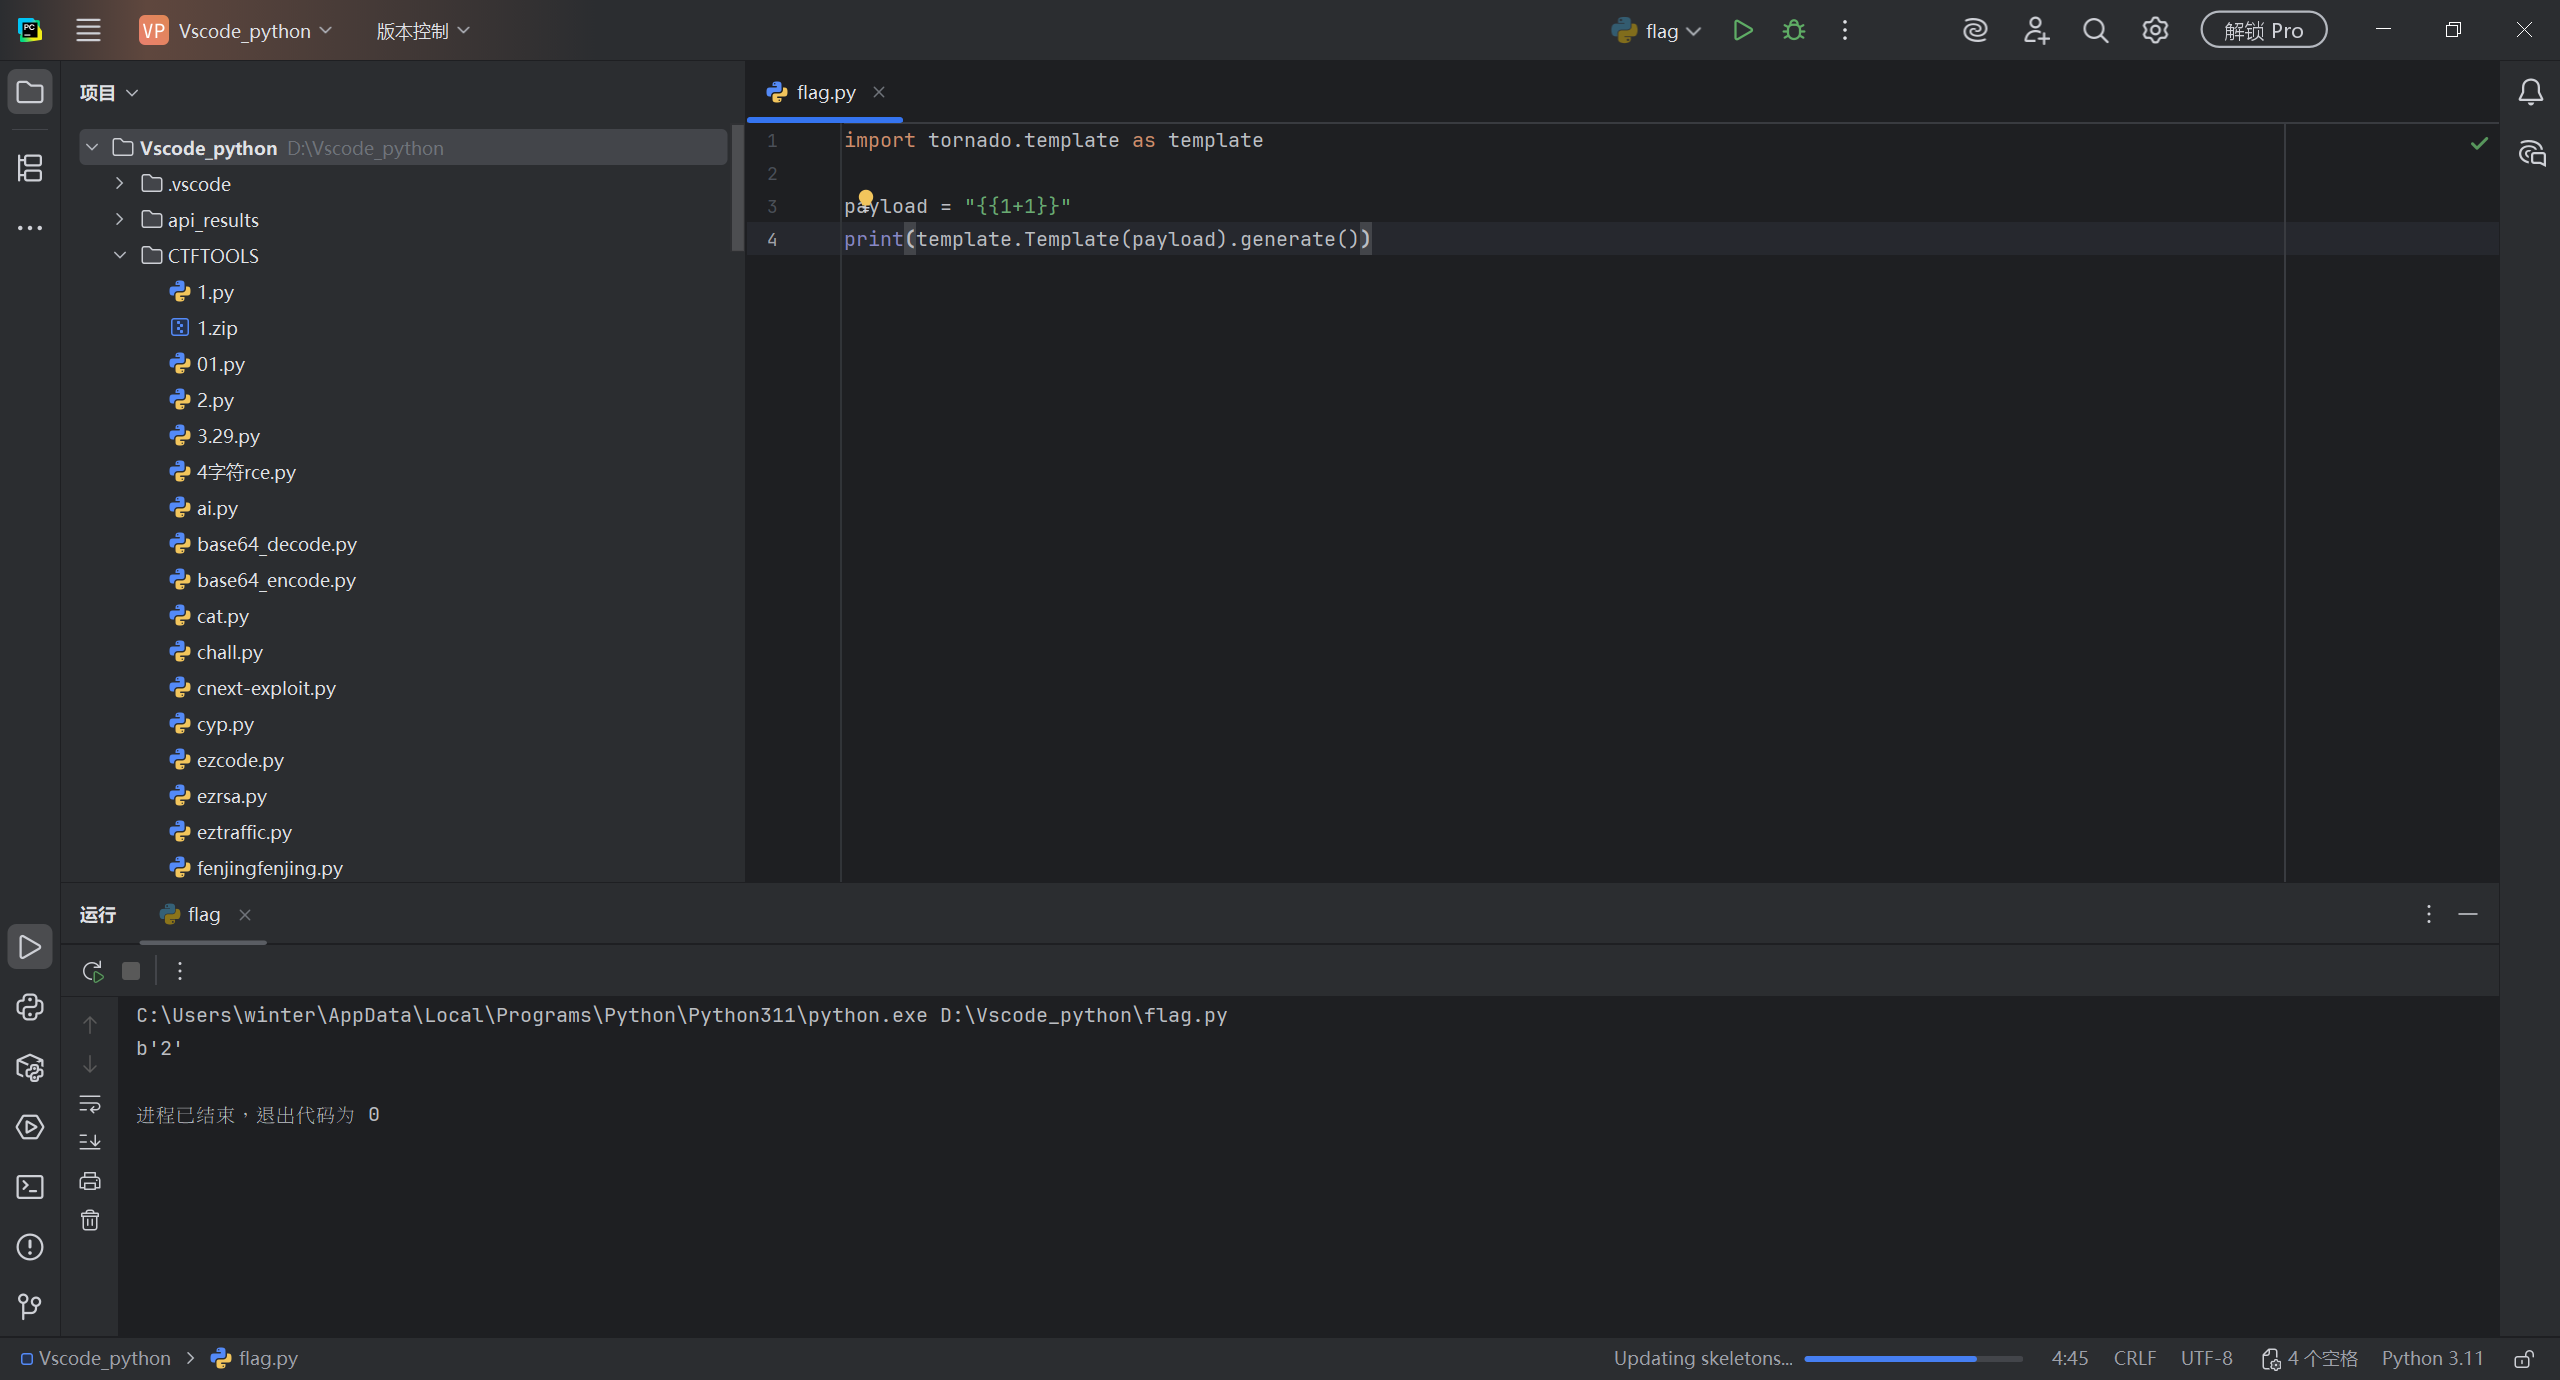 PC
VP Vscode_python
版本控制
flag
解锁 Pro
项目
Vscode_python D:\Vscode_python
.vscode
api_results
CTFTOOLS
1.py
1.zip
01.py
2.py
3.29.py
4字符rce.py
ai.py
base64_decode.py
base64_encode.py
cat.py
chall.py
cnext-exploit.py
cyp.py
ezcode.py
ezrsa.py
eztraffic.py
fenjingfenjing.py
flag.py
1 import tornado.template as template
2
3 payload = "{{1+1}}"
4 print(template.Template(payload).generate())
运行
flag
C:\Users\winter\AppData\Local\Programs\Python\Python311\python.exe D:\Vscode_python\flag.py
b'2'
进程已结束，退出代码为 0
Vscode_python > flag.py
Updating skeletons... 4:45 CRLF UTF-8 4 个空格 Python 3.11